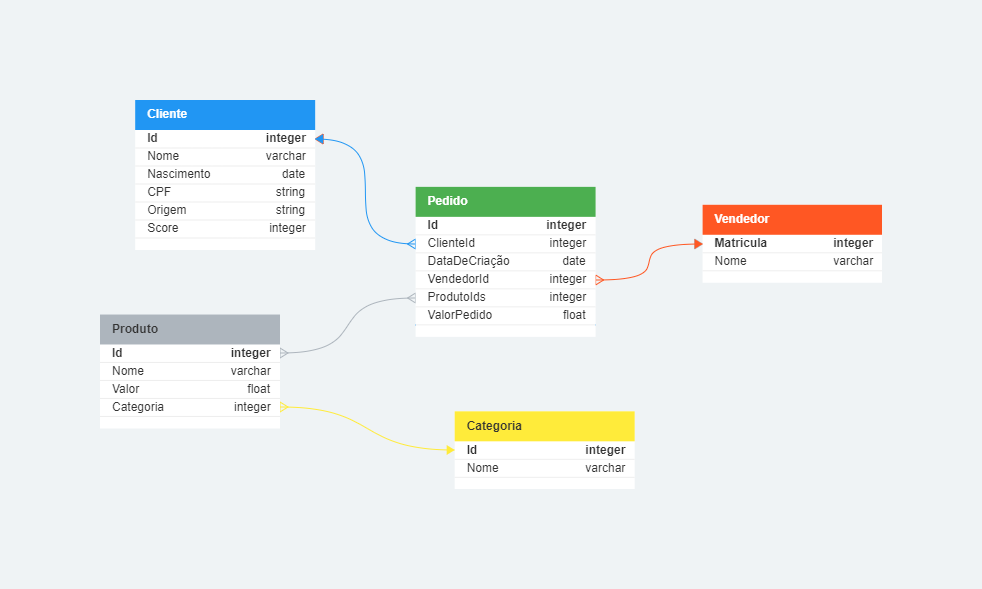 Cliente
Id integer
Nome varchar
Nascimento date
CPF string
Origem string
Score integer
Pedido
Id integer
ClienteId integer
DataDeCriação date
VendedorId integer
ProdutoIds integer
ValorPedido float
Vendedor
Matrícula integer
Nome varchar
Produto
Id integer
Nome varchar
Valor float
Categoria integer
Categoria
Id integer
Nome varchar